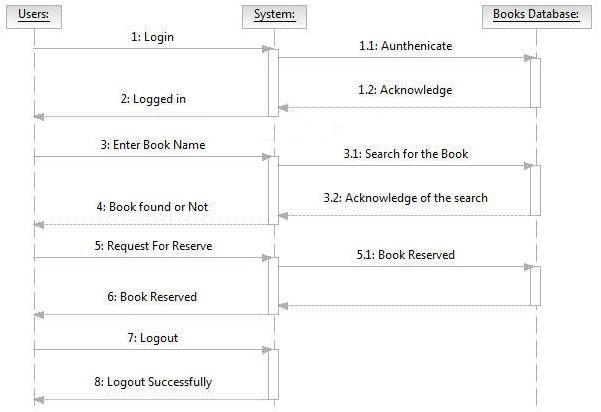 Users:
System:
Books Database:
1: Login
1.1: Aunthenicate
1.2: Acknowledge
2: Logged in
3: Enter Book Name
3.1: Search for the Book
3.2: Acknowledge of the search
4: Book found or Not
5: Request For Reserve
5.1: Book Reserved
6: Book Reserved
7: Logout
8: Logout Successfully